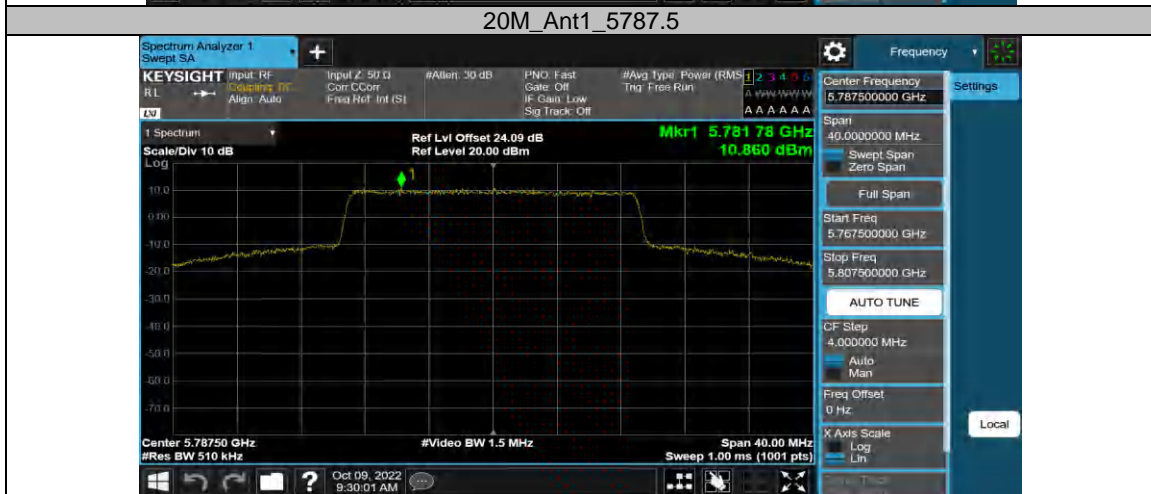 20M_Ant1_5787.5
Spectrum Analyzer 1
Swept SA
Frequency
KEYSIGHT
Input: RF
Input Z: 50 Ω
#Atten: 30 dB
PNO: Fast
#Avg Type: Power (RMS
1 2 3 4 5 6
RL
Coupling: DC
Corr CCorr
Gate: Off
Trig: Free Run
Align: Auto
Freq Ref: Int (S)
IF Gain: Low
Sig Track: Off
A A A A A A
LXI
1 Spectrum
Ref Lvl Offset 24.09 dB
Mkr1 5.781 78 GHz
Scale/Div 10 dB
Ref Level 20.00 dBm
10.860 dBm
Log
1
10.0
0.00
-10.0
-20.0
-30.0
-40.0
-50.0
-60.0
-70.0
Center 5.78750 GHz
#Video BW 1.5 MHz
Span 40.00 MHz
#Res BW 510 kHz
Sweep 1.00 ms (1001 pts)
Oct 09, 2022
9:30:01 AM
Center Frequency
5.787500000 GHz
Settings
Span
40.0000000 MHz
Swept Span
Zero Span
Full Span
Start Freq
5.767500000 GHz
Stop Freq
5.807500000 GHz
AUTO TUNE
CF Step
4.000000 MHz
Auto
Man
Freq Offset
0 Hz
X Axis Scale
Log
Lin
Local